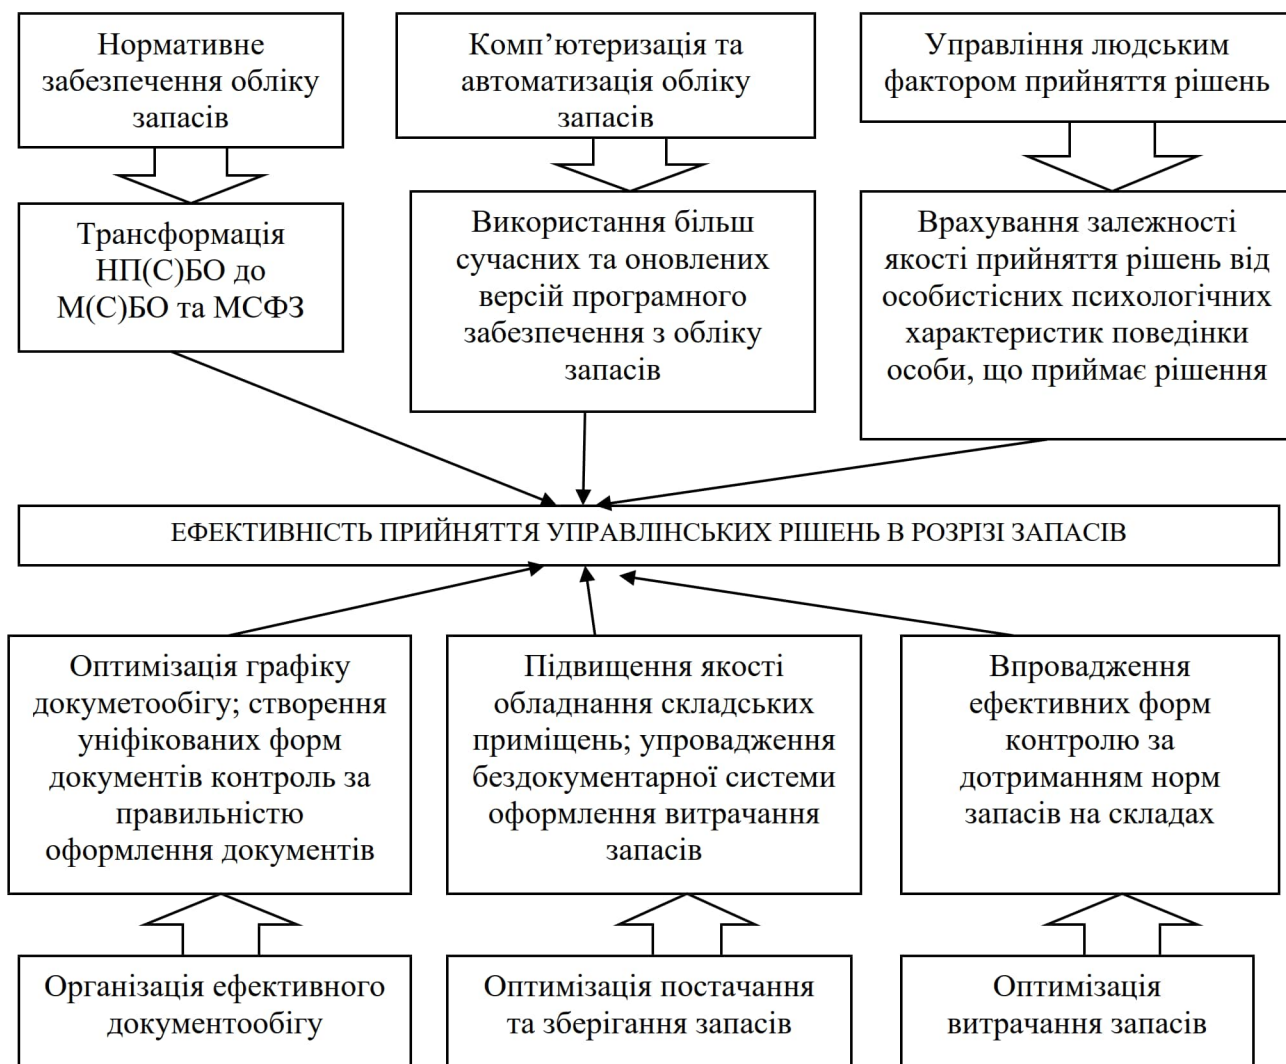 Нормативне
забезпечення обліку
запасів
Комп’ютеризація та
автоматизація обліку
запасів
Управління людським
фактором прийняття рішень
Трансформація
НП(С)БО до
М(С)БО та МСФЗ
Використання більш
сучасних та оновлених
версій програмного
забезпечення з обліку
запасів
Врахування залежності
якості прийняття рішень від
особистісних психологічних
характеристик поведінки
особи, що приймає рішення
ЕФЕКТИВНІСТЬ ПРИЙНЯТТЯ УПРАВЛІНСЬКИХ РІШЕНЬ В РОЗРІЗІ ЗАПАСІВ
Оптимізація графіку
докуметообігу; створення
уніфікованих форм
документів контроль за
правильністю
оформлення документів
Підвищення якості
обладнання складських
приміщень; упровадження
бездокументарної системи
оформлення витрачання
запасів
Впровадження
ефективних форм
контролю за
дотриманням норм
запасів на складах
Організація ефективного
документообігу
Оптимізація постачання
та зберігання запасів
Оптимізація
витрачання запасів